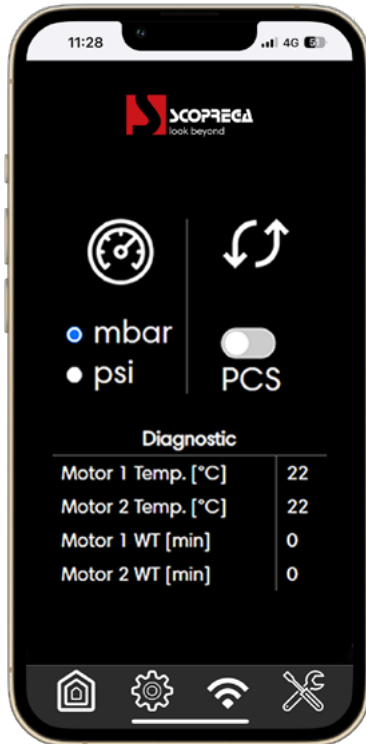 11:28
4G 51
SCOPREGA
look beyond
mbar
psi
PCS
Diagnostic
Motor 1 Temp. [°C] 22
Motor 2 Temp. [°C] 22
Motor 1 WT [min] 0
Motor 2 WT [min] 0